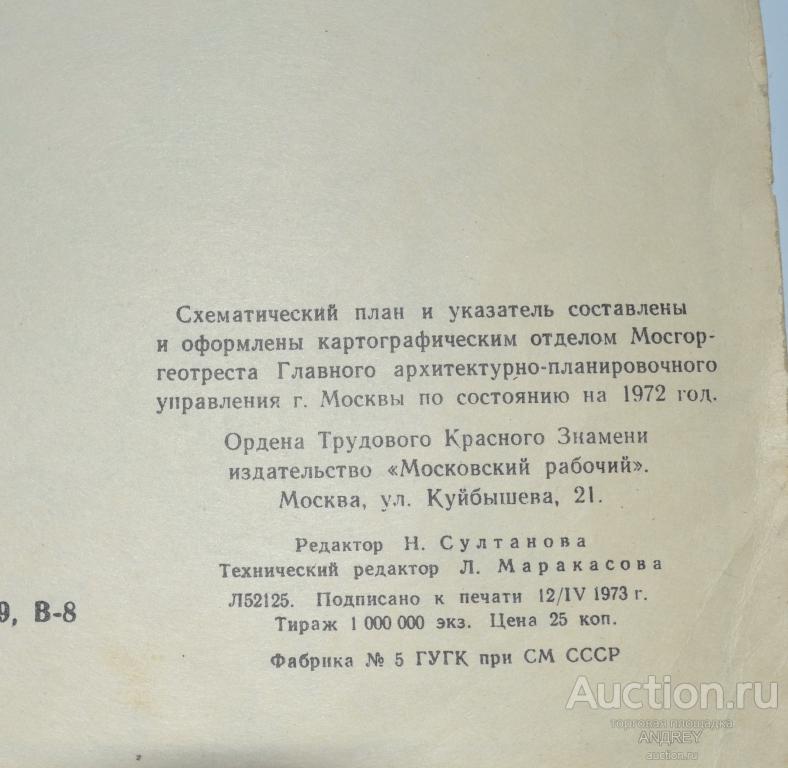 Схематический план и указатель составлены
и оформлены картографическим отделом Мосгор-
геотреста Главного архитектурно-планировочного
управления г. Москвы по состоянию на 1972 год.
Ордена Трудового Красного Знамени
издательство «Московский рабочий».
Москва, ул. Куйбышева, 21.
Редактор Н. Султанова
Технический редактор Л. Маракасова
Л52125. Подписано к печати 12/IV 1973 г.
Тираж 1 000 000 экз. Цена 25 коп.
9, В-8
Фабрика № 5 ГУГК при СМ СССР
Auction.ru
торговая площадка
ANDREY
auction.ru